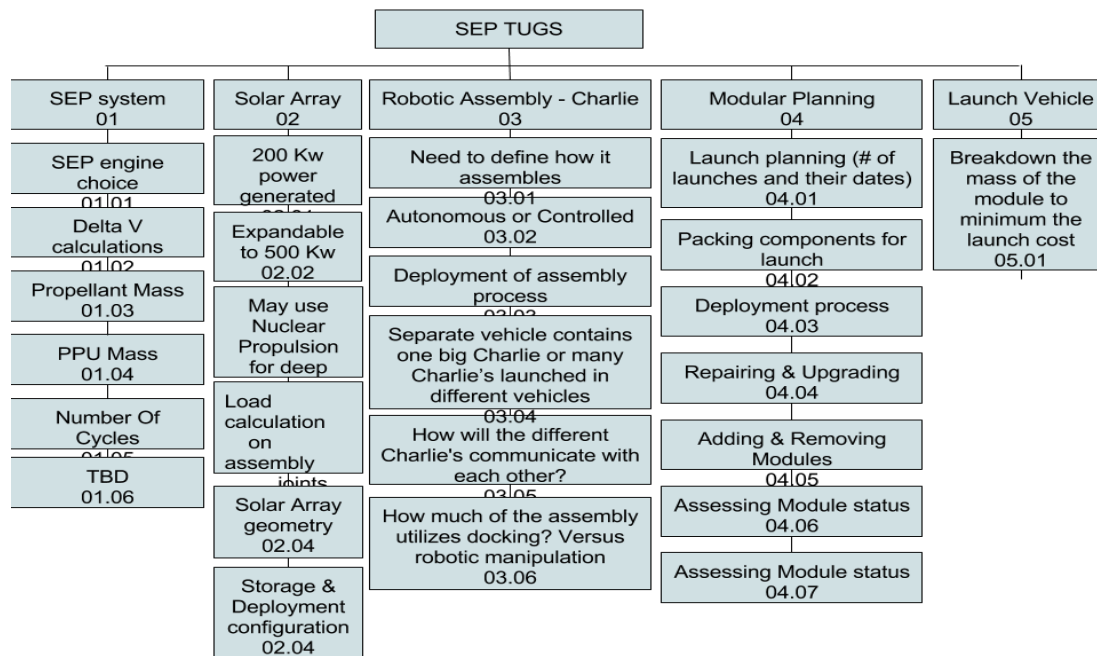 SEP TUGS
SEP system
01
SEP engine
choice
01.01
Delta V
calculations
01.02
Propellant Mass
01.03
PPU Mass
01.04
Number Of
Cycles
01.05
TBD
01.06
Solar Array
02
200 Kw
power
generated
02.01
Expandable
to 500 Kw
02.02
May use
Nuclear
Propulsion
for deep
Load
calculation
on
assembly
joints
Solar Array
geometry
02.04
Storage &
Deployment
configuration
02.04
Robotic Assembly - Charlie
03
Need to define how it
assembles
03.01
Autonomous or Controlled
03.02
Deployment of assembly
process
03.03
Separate vehicle contains
one big Charlie or many
Charlie’s launched in
different vehicles
03.04
How will the different
Charlie's communicate with
each other?
03.05
How much of the assembly
utilizes docking? Versus
robotic manipulation
03.06
Modular Planning
04
Launch planning (# of
launches and their dates)
04.01
Packing components for
launch
04.02
Deployment process
04.03
Repairing & Upgrading
04.04
Adding & Removing
Modules
04.05
Assessing Module status
04.06
Assessing Module status
04.07
Launch Vehicle
05
Breakdown the
mass of the
module to
minimum the
launch cost
05.01